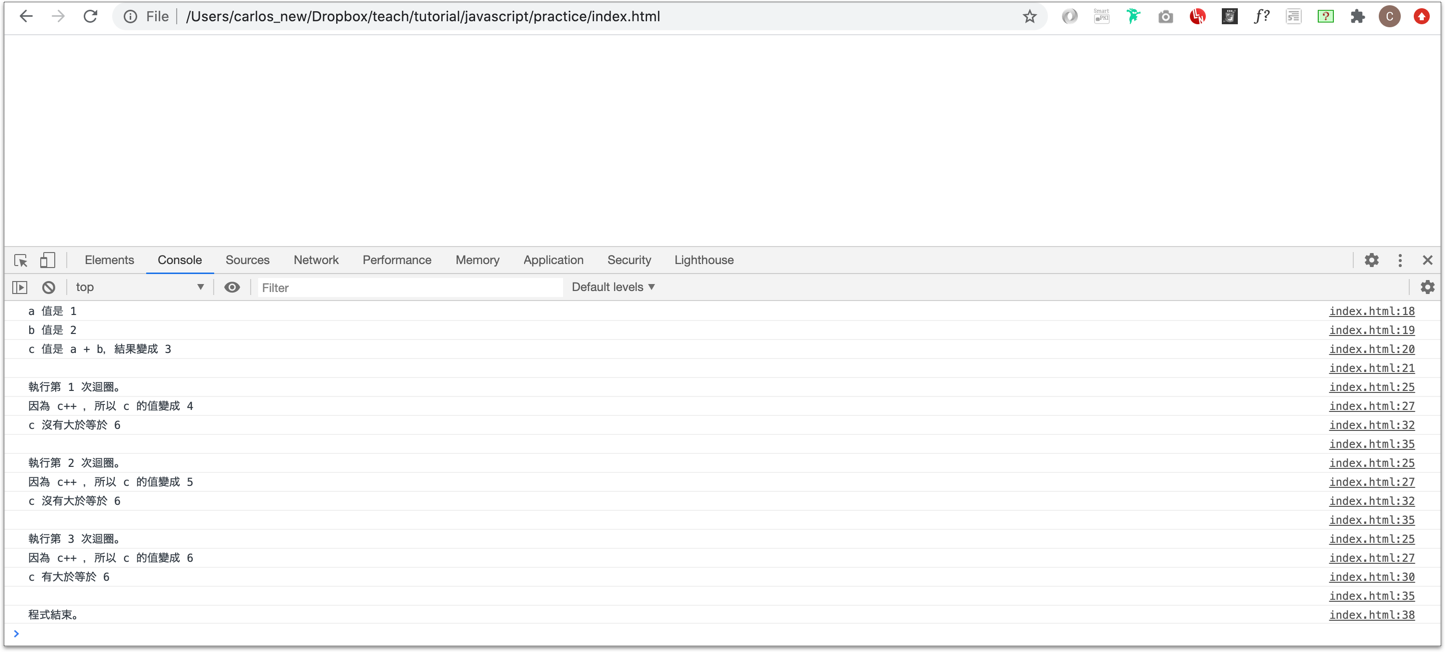 File /Users/carlos_new/Dropbox/teach/tutorial/javascript/practice/index.html f? C
Elements Console Sources Network Performance Memory Application Security Lighthouse
top Filter Default levels
a 值是 1 index.html:18
b 值是 2 index.html:19
c 值是 a + b, 結果變成 3 index.html:20
index.html:21
執行第 1 次迴圈。 index.html:25
因為 c++ , 所以 c 的值變成 4 index.html:27
c 沒有大於等於 6 index.html:32
index.html:35
執行第 2 次迴圈。 index.html:25
因為 c++ , 所以 c 的值變成 5 index.html:27
c 沒有大於等於 6 index.html:32
index.html:35
執行第 3 次迴圈。 index.html:25
因為 c++ , 所以 c 的值變成 6 index.html:27
c 有大於等於 6 index.html:30
index.html:35
程式結束。 index.html:38